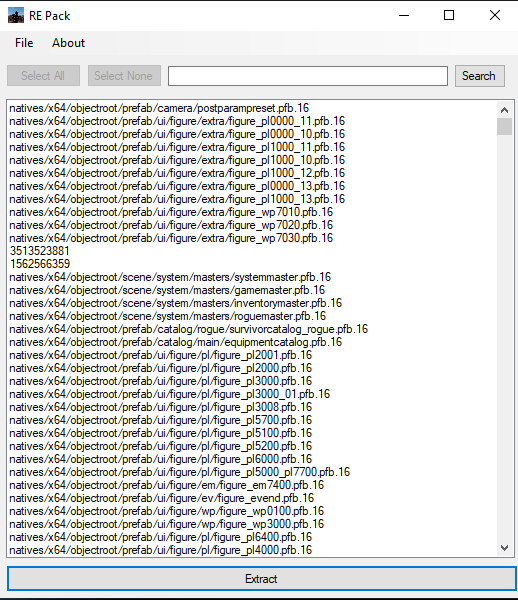 RE Pack
File About
Select All Select None Search
natives/x64/objectroot/prefab/camera/postparampreset.pfb.16
natives/x64/objectroot/prefab/ui/figure/extra/figure_pl0000_11.pfb.16
natives/x64/objectroot/prefab/ui/figure/extra/figure_pl0000_10.pfb.16
natives/x64/objectroot/prefab/ui/figure/extra/figure_pl1000_11.pfb.16
natives/x64/objectroot/prefab/ui/figure/extra/figure_pl1000_10.pfb.16
natives/x64/objectroot/prefab/ui/figure/extra/figure_pl1000_12.pfb.16
natives/x64/objectroot/prefab/ui/figure/extra/figure_pl0000_13.pfb.16
natives/x64/objectroot/prefab/ui/figure/extra/figure_pl1000_13.pfb.16
natives/x64/objectroot/prefab/ui/figure/extra/figure_wp7010.pfb.16
natives/x64/objectroot/prefab/ui/figure/extra/figure_wp7020.pfb.16
natives/x64/objectroot/prefab/ui/figure/extra/figure_wp7030.pfb.16
3513523881
1562566359
natives/x64/objectroot/scene/system/masters/systemmaster.pfb.16
natives/x64/objectroot/scene/system/masters/gamemaster.pfb.16
natives/x64/objectroot/scene/system/masters/inventorymaster.pfb.16
natives/x64/objectroot/scene/system/masters/roguemaster.pfb.16
natives/x64/objectroot/prefab/catalog/rogue/survivorcatalog_rogue.pfb.16
natives/x64/objectroot/prefab/catalog/main/equipmentcatalog.pfb.16
natives/x64/objectroot/prefab/ui/figure/pl/figure_pl2001.pfb.16
natives/x64/objectroot/prefab/ui/figure/pl/figure_pl2000.pfb.16
natives/x64/objectroot/prefab/ui/figure/pl/figure_pl3000.pfb.16
natives/x64/objectroot/prefab/ui/figure/pl/figure_pl3000_01.pfb.16
natives/x64/objectroot/prefab/ui/figure/pl/figure_pl3008.pfb.16
natives/x64/objectroot/prefab/ui/figure/pl/figure_pl5700.pfb.16
natives/x64/objectroot/prefab/ui/figure/pl/figure_pl5100.pfb.16
natives/x64/objectroot/prefab/ui/figure/pl/figure_pl5200.pfb.16
natives/x64/objectroot/prefab/ui/figure/pl/figure_pl6000.pfb.16
natives/x64/objectroot/prefab/ui/figure/pl/figure_pl5000_pl7700.pfb.16
natives/x64/objectroot/prefab/ui/figure/em/figure_em7400.pfb.16
natives/x64/objectroot/prefab/ui/figure/ev/figure_evend.pfb.16
natives/x64/objectroot/prefab/ui/figure/wp/figure_wp0100.pfb.16
natives/x64/objectroot/prefab/ui/figure/wp/figure_wp3000.pfb.16
natives/x64/objectroot/prefab/ui/figure/pl/figure_pl6400.pfb.16
natives/x64/objectroot/prefab/ui/figure/pl/figure_pl4000.pfb.16
Extract